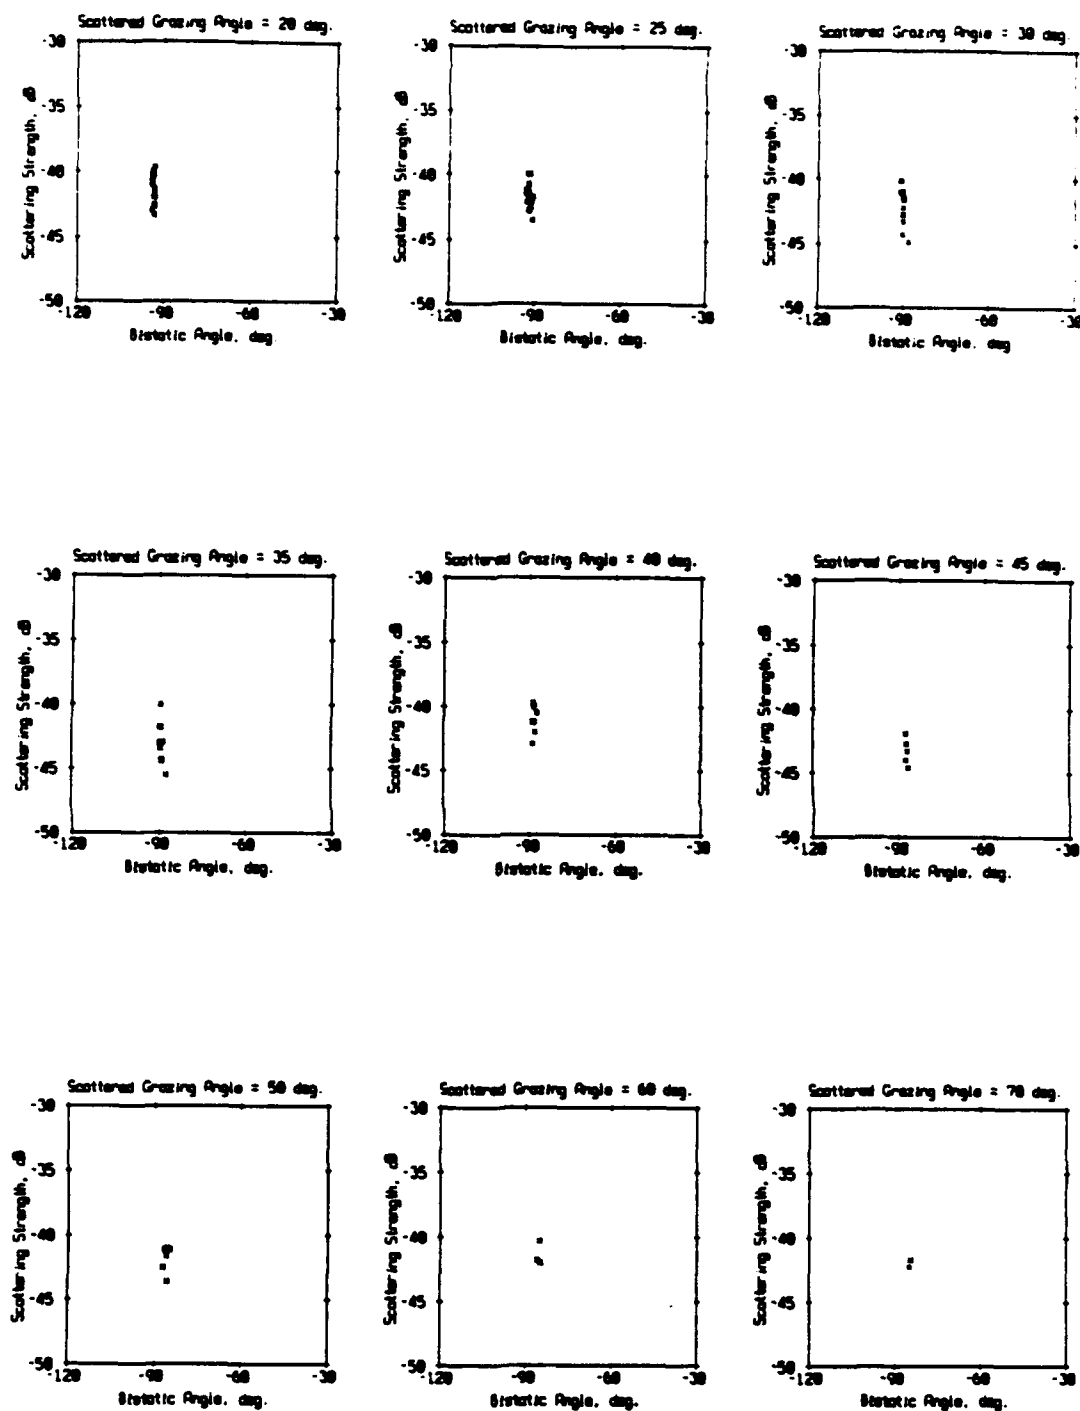 Scattered Grazing Angle = 20 deg.
-30
-35
-40
-45
-50
Scattering Strength, dB
-120 -90 -60 -30
Bistatic Angle, deg.
Scattered Grazing Angle = 25 deg.
-30
-35
-40
-45
-50
Scattering Strength, dB
-120 -90 -60 -30
Bistatic Angle, deg.
Scattered Grazing Angle = 30 deg.
-30
-35
-40
-45
-50
Scattering Strength, dB
-120 -90 -60 -30
Bistatic Angle, deg
Scattered Grazing Angle = 35 deg.
-30
-35
-40
-45
-50
Scattering Strength, dB
-120 -90 -60 -30
Bistatic Angle, deg.
Scattered Grazing Angle = 40 deg.
-30
-35
-40
-45
-50
Scattering Strength, dB
-120 -90 -60 -30
Bistatic Angle, deg.
Scattered Grazing Angle = 45 deg.
-30
-35
-40
-45
-50
Scattering Strength, dB
-120 -90 -60 -30
Bistatic Angle, deg.
Scattered Grazing Angle = 50 deg.
-30
-35
-40
-45
-50
Scattering Strength, dB
-120 -90 -60 -30
Bistatic Angle, deg.
Scattered Grazing Angle = 60 deg.
-30
-35
-40
-45
-50
Scattering Strength, dB
-120 -90 -60 -30
Bistatic Angle, deg.
Scattered Grazing Angle = 70 deg.
-30
-35
-40
-45
-50
Scattering Strength, dB
-120 -90 -60 -30
Bistatic Angle, deg.